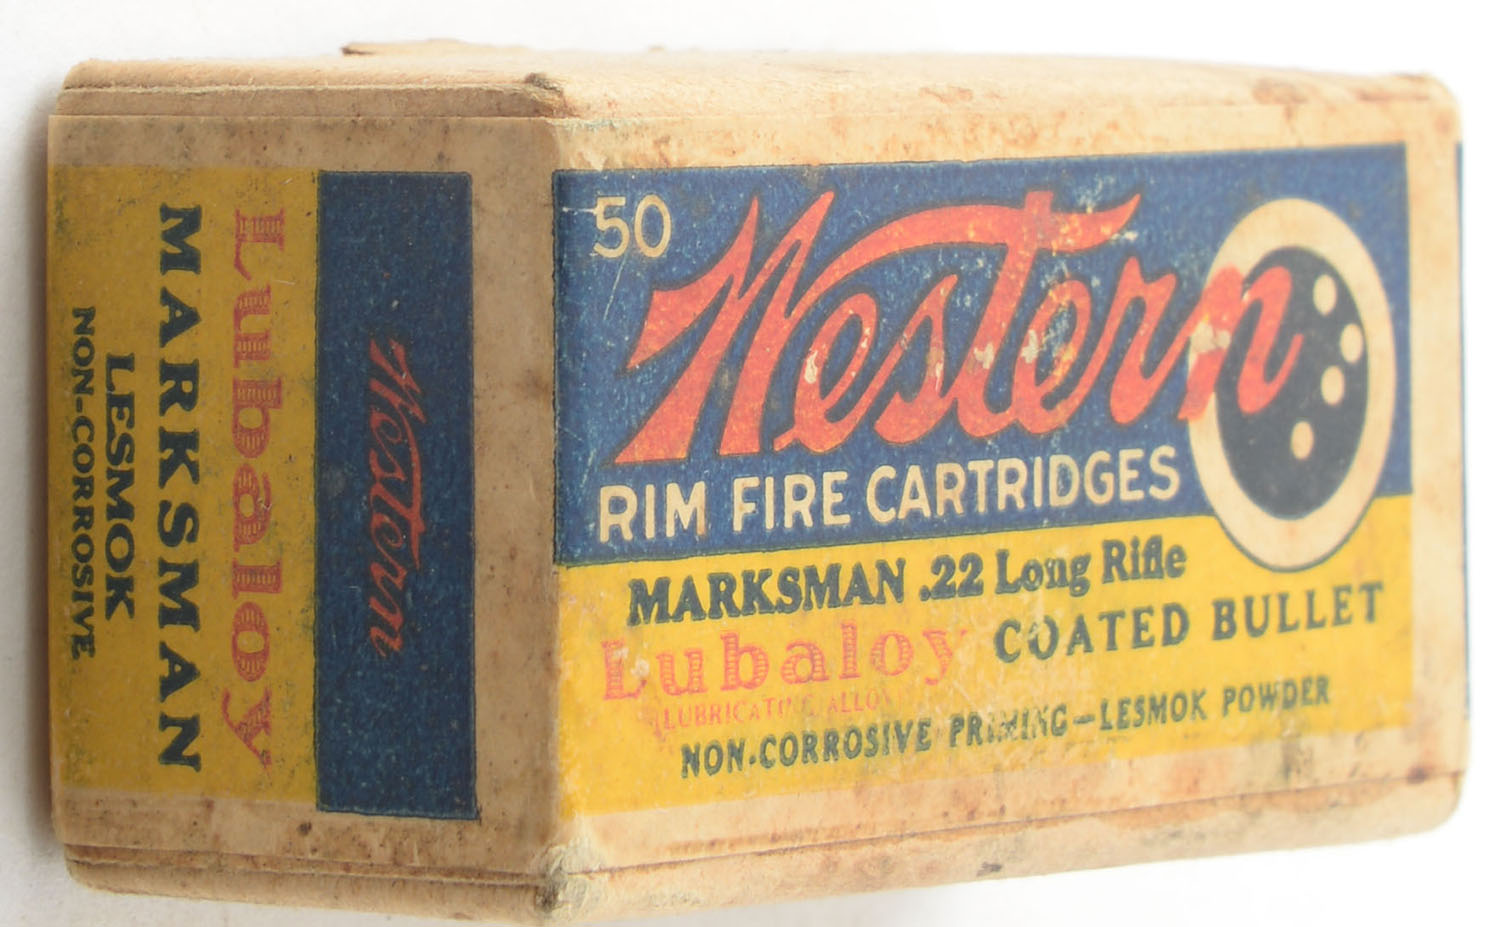 50
Western
RIM FIRE CARTRIDGES
MARKSMAN .22 Long Rifle
Lubaloy COATED BULLET
(LUBRICATING ALLOY
NON-CORROSIVE PRIMING—LESMOK POWDER
Western
Lubaloy
MARKSMAN
LESMOK
NON-CORROSIVE